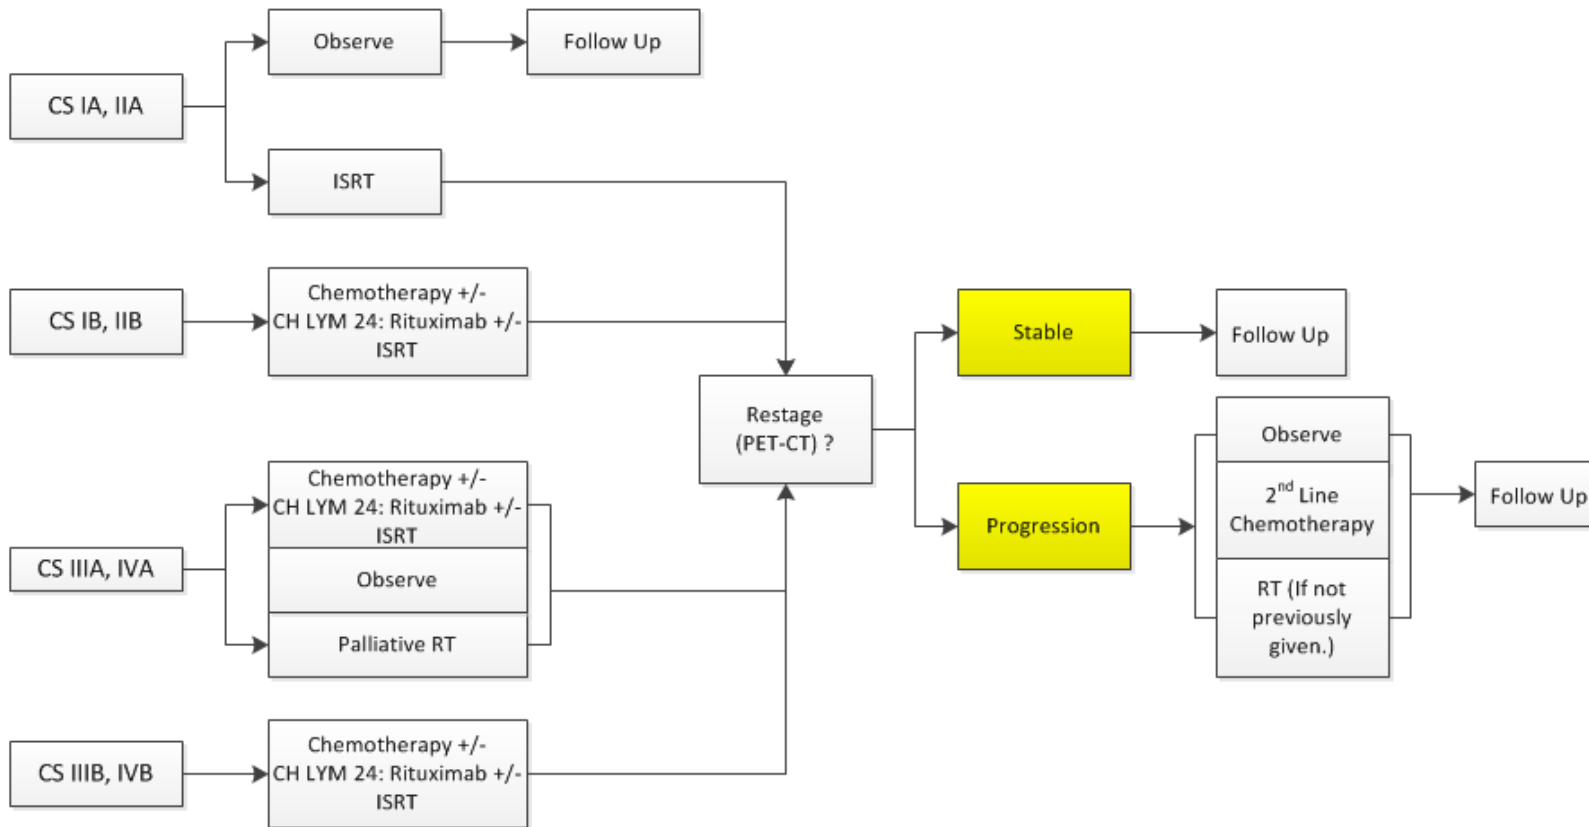 CS IA, IIA
Observe
Follow Up
ISRT
CS IB, IIB
Chemotherapy +/-
CH LYM 24: Rituximab +/-
ISRT
CS IIIA, IVA
Chemotherapy +/-
CH LYM 24: Rituximab +/-
ISRT
Observe
Palliative RT
CS IIIB, IVB
Chemotherapy +/-
CH LYM 24: Rituximab +/-
ISRT
Restage
(PET-CT) ?
Stable
Follow Up
Progression
Observe
2nd Line
Chemotherapy
RT (If not
previously
given.)
Follow Up